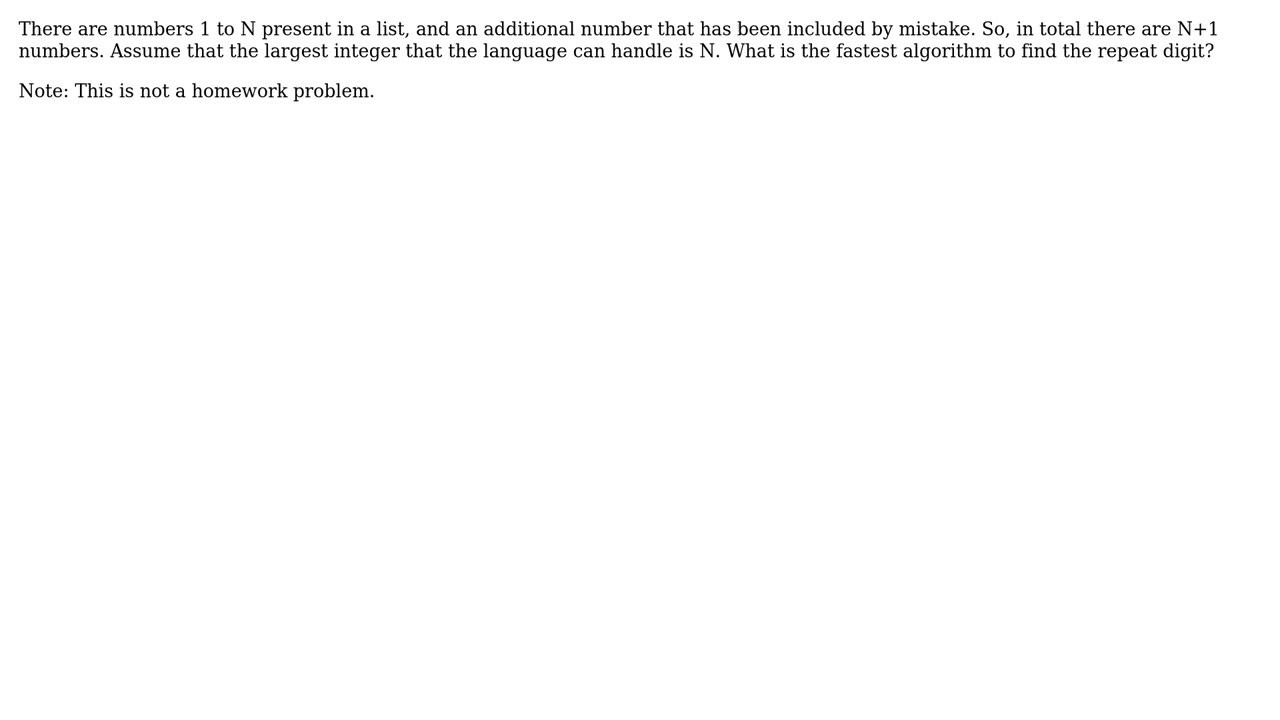 There are numbers 1 to N present in a list, and an additional number that has been included by mistake. So, in total there are N+1
numbers. Assume that the largest integer that the language can handle is N. What is the fastest algorithm to find the repeat digit?
Note: This is not a homework problem.